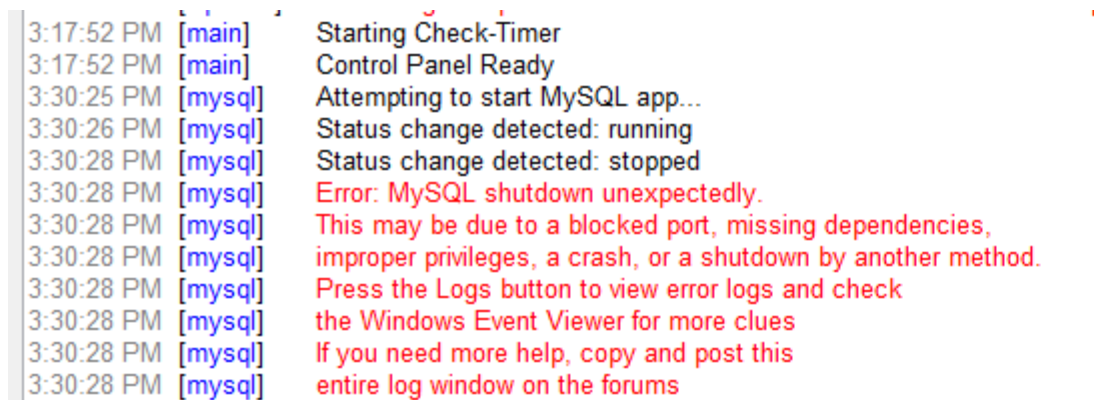 3:17:52 PM [main] Starting Check-Timer
3:17:52 PM [main] Control Panel Ready
3:30:25 PM [mysql] Attempting to start MySQL app...
3:30:26 PM [mysql] Status change detected: running
3:30:28 PM [mysql] Status change detected: stopped
3:30:28 PM [mysql] Error: MySQL shutdown unexpectedly.
3:30:28 PM [mysql] This may be due to a blocked port, missing dependencies,
3:30:28 PM [mysql] improper privileges, a crash, or a shutdown by another method.
3:30:28 PM [mysql] Press the Logs button to view error logs and check
3:30:28 PM [mysql] the Windows Event Viewer for more clues
3:30:28 PM [mysql] If you need more help, copy and post this
3:30:28 PM [mysql] entire log window on the forums